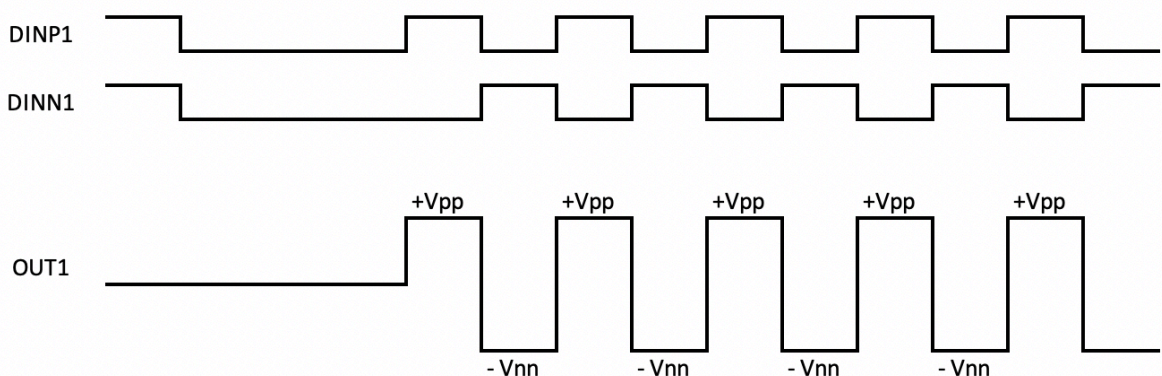 DINP1
DINN1
+Vpp +Vpp +Vpp +Vpp +Vpp
OUT1
- Vnn - Vnn - Vnn - Vnn